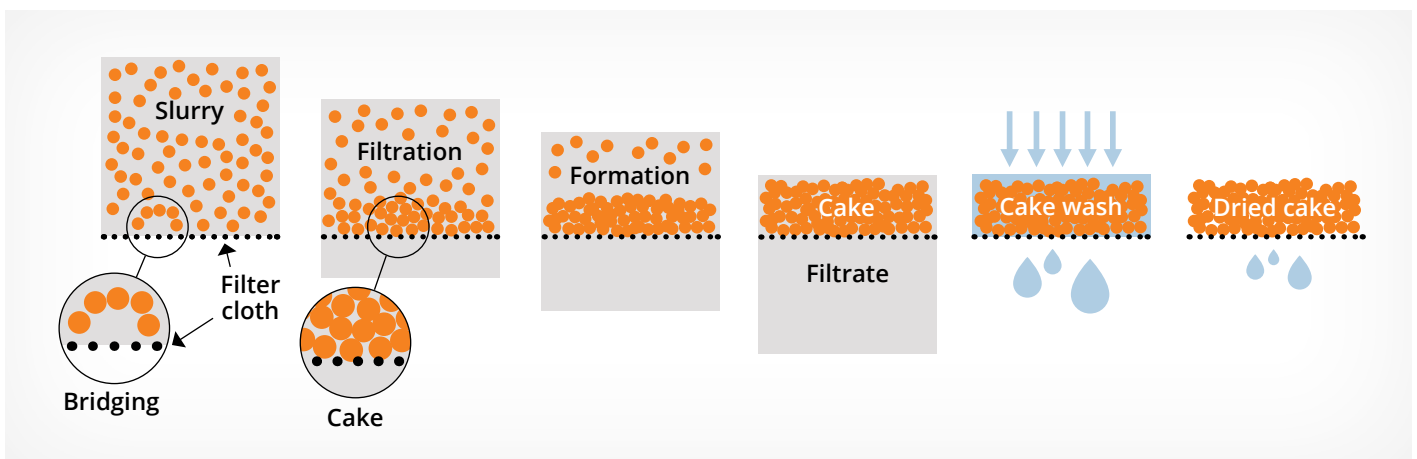 Slurry
Filtration
Formation
Cake
Cake wash
Dried cake
Filtrate
Filter
cloth
Bridging
Cake